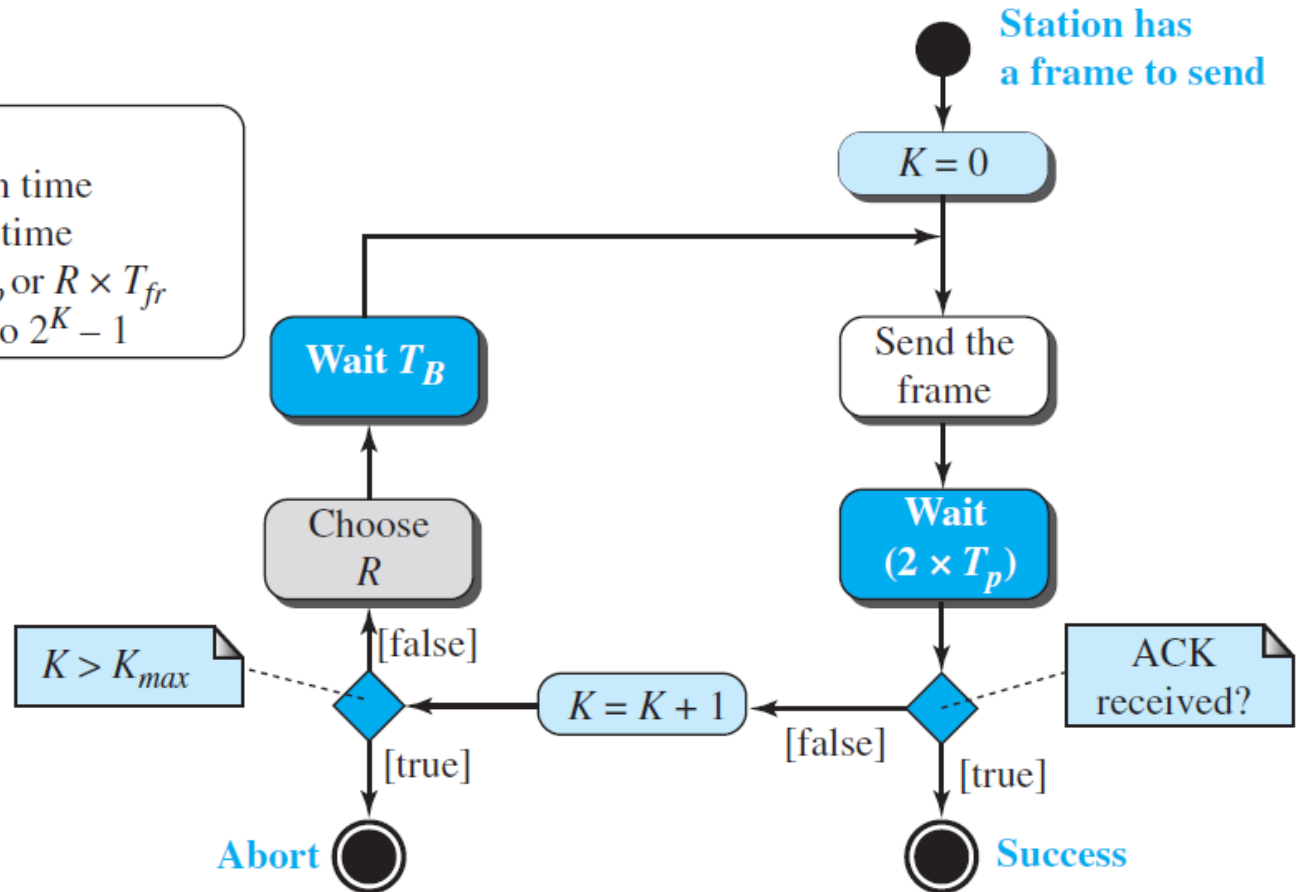 Station has
a frame to send
K = 0
time
time
or R × T_fr
2^K – 1
Wait T_B
Send the
frame
Choose
R
Wait
(2 × T_p)
[false]
K > K_max
K = K + 1
[false]
ACK
received?
[true]
[true]
Abort
Success